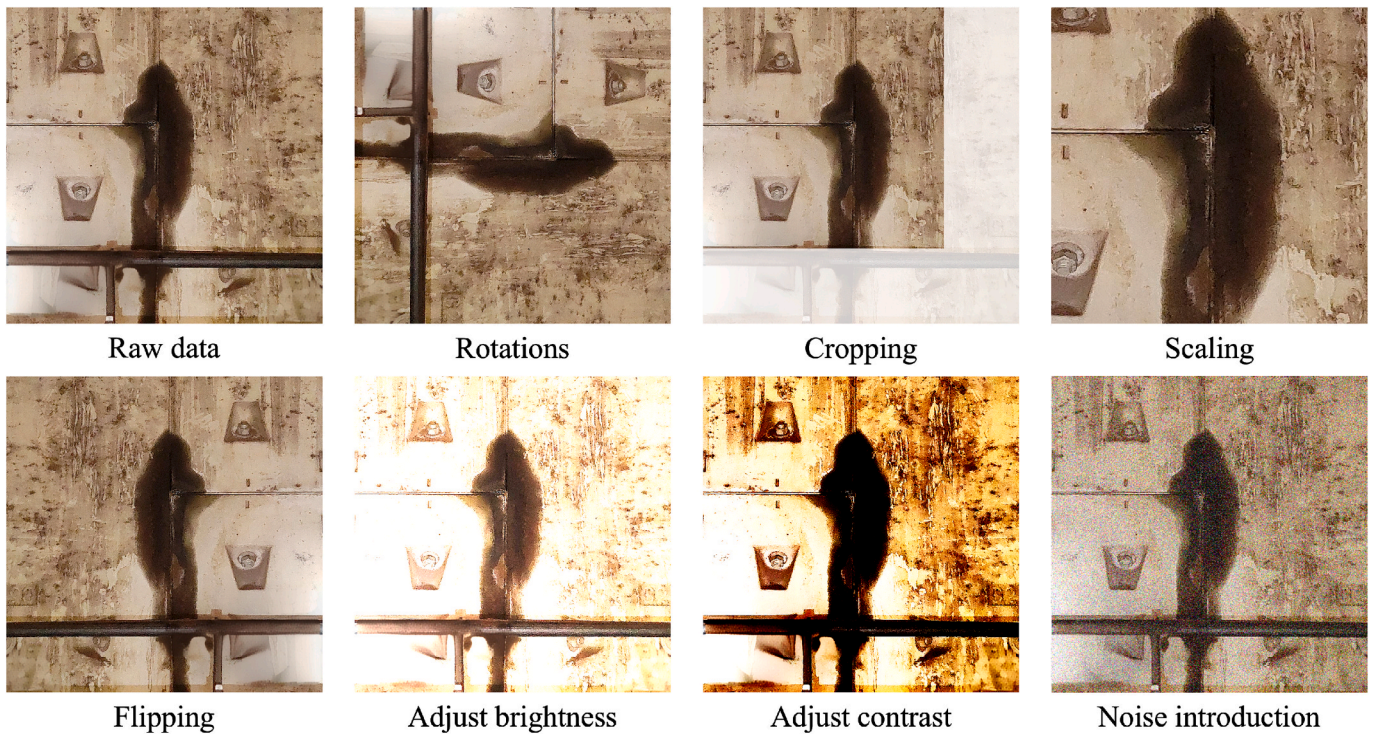 Raw data
Rotations
Cropping
Scaling
Flipping
Adjust brightness
Adjust contrast
Noise introduction